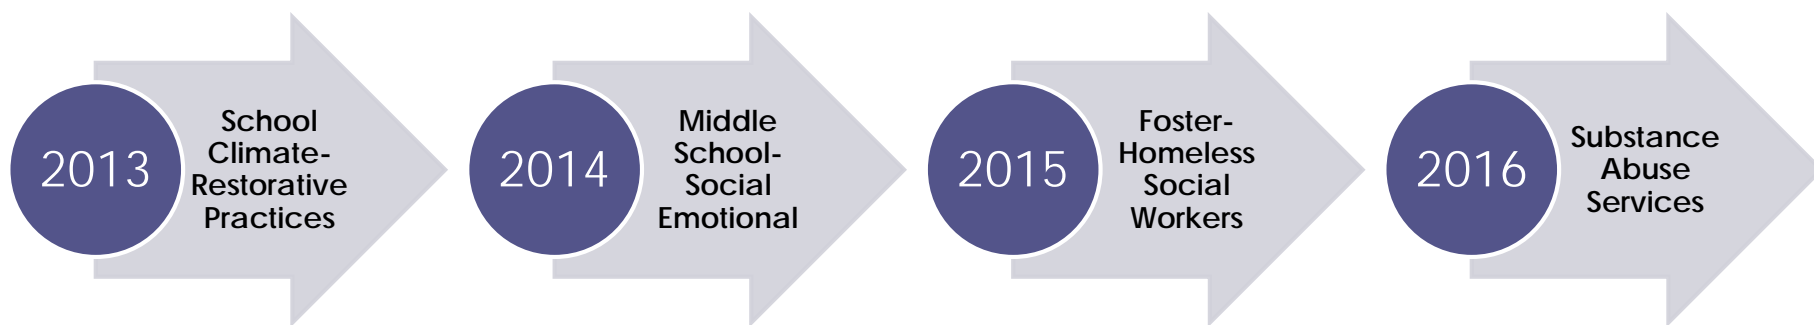 2013
School
Climate-
Restorative
Practices
2014
Middle
School-
Social
Emotional
2015
Foster-
Homeless
Social
Workers
2016
Substance
Abuse
Services